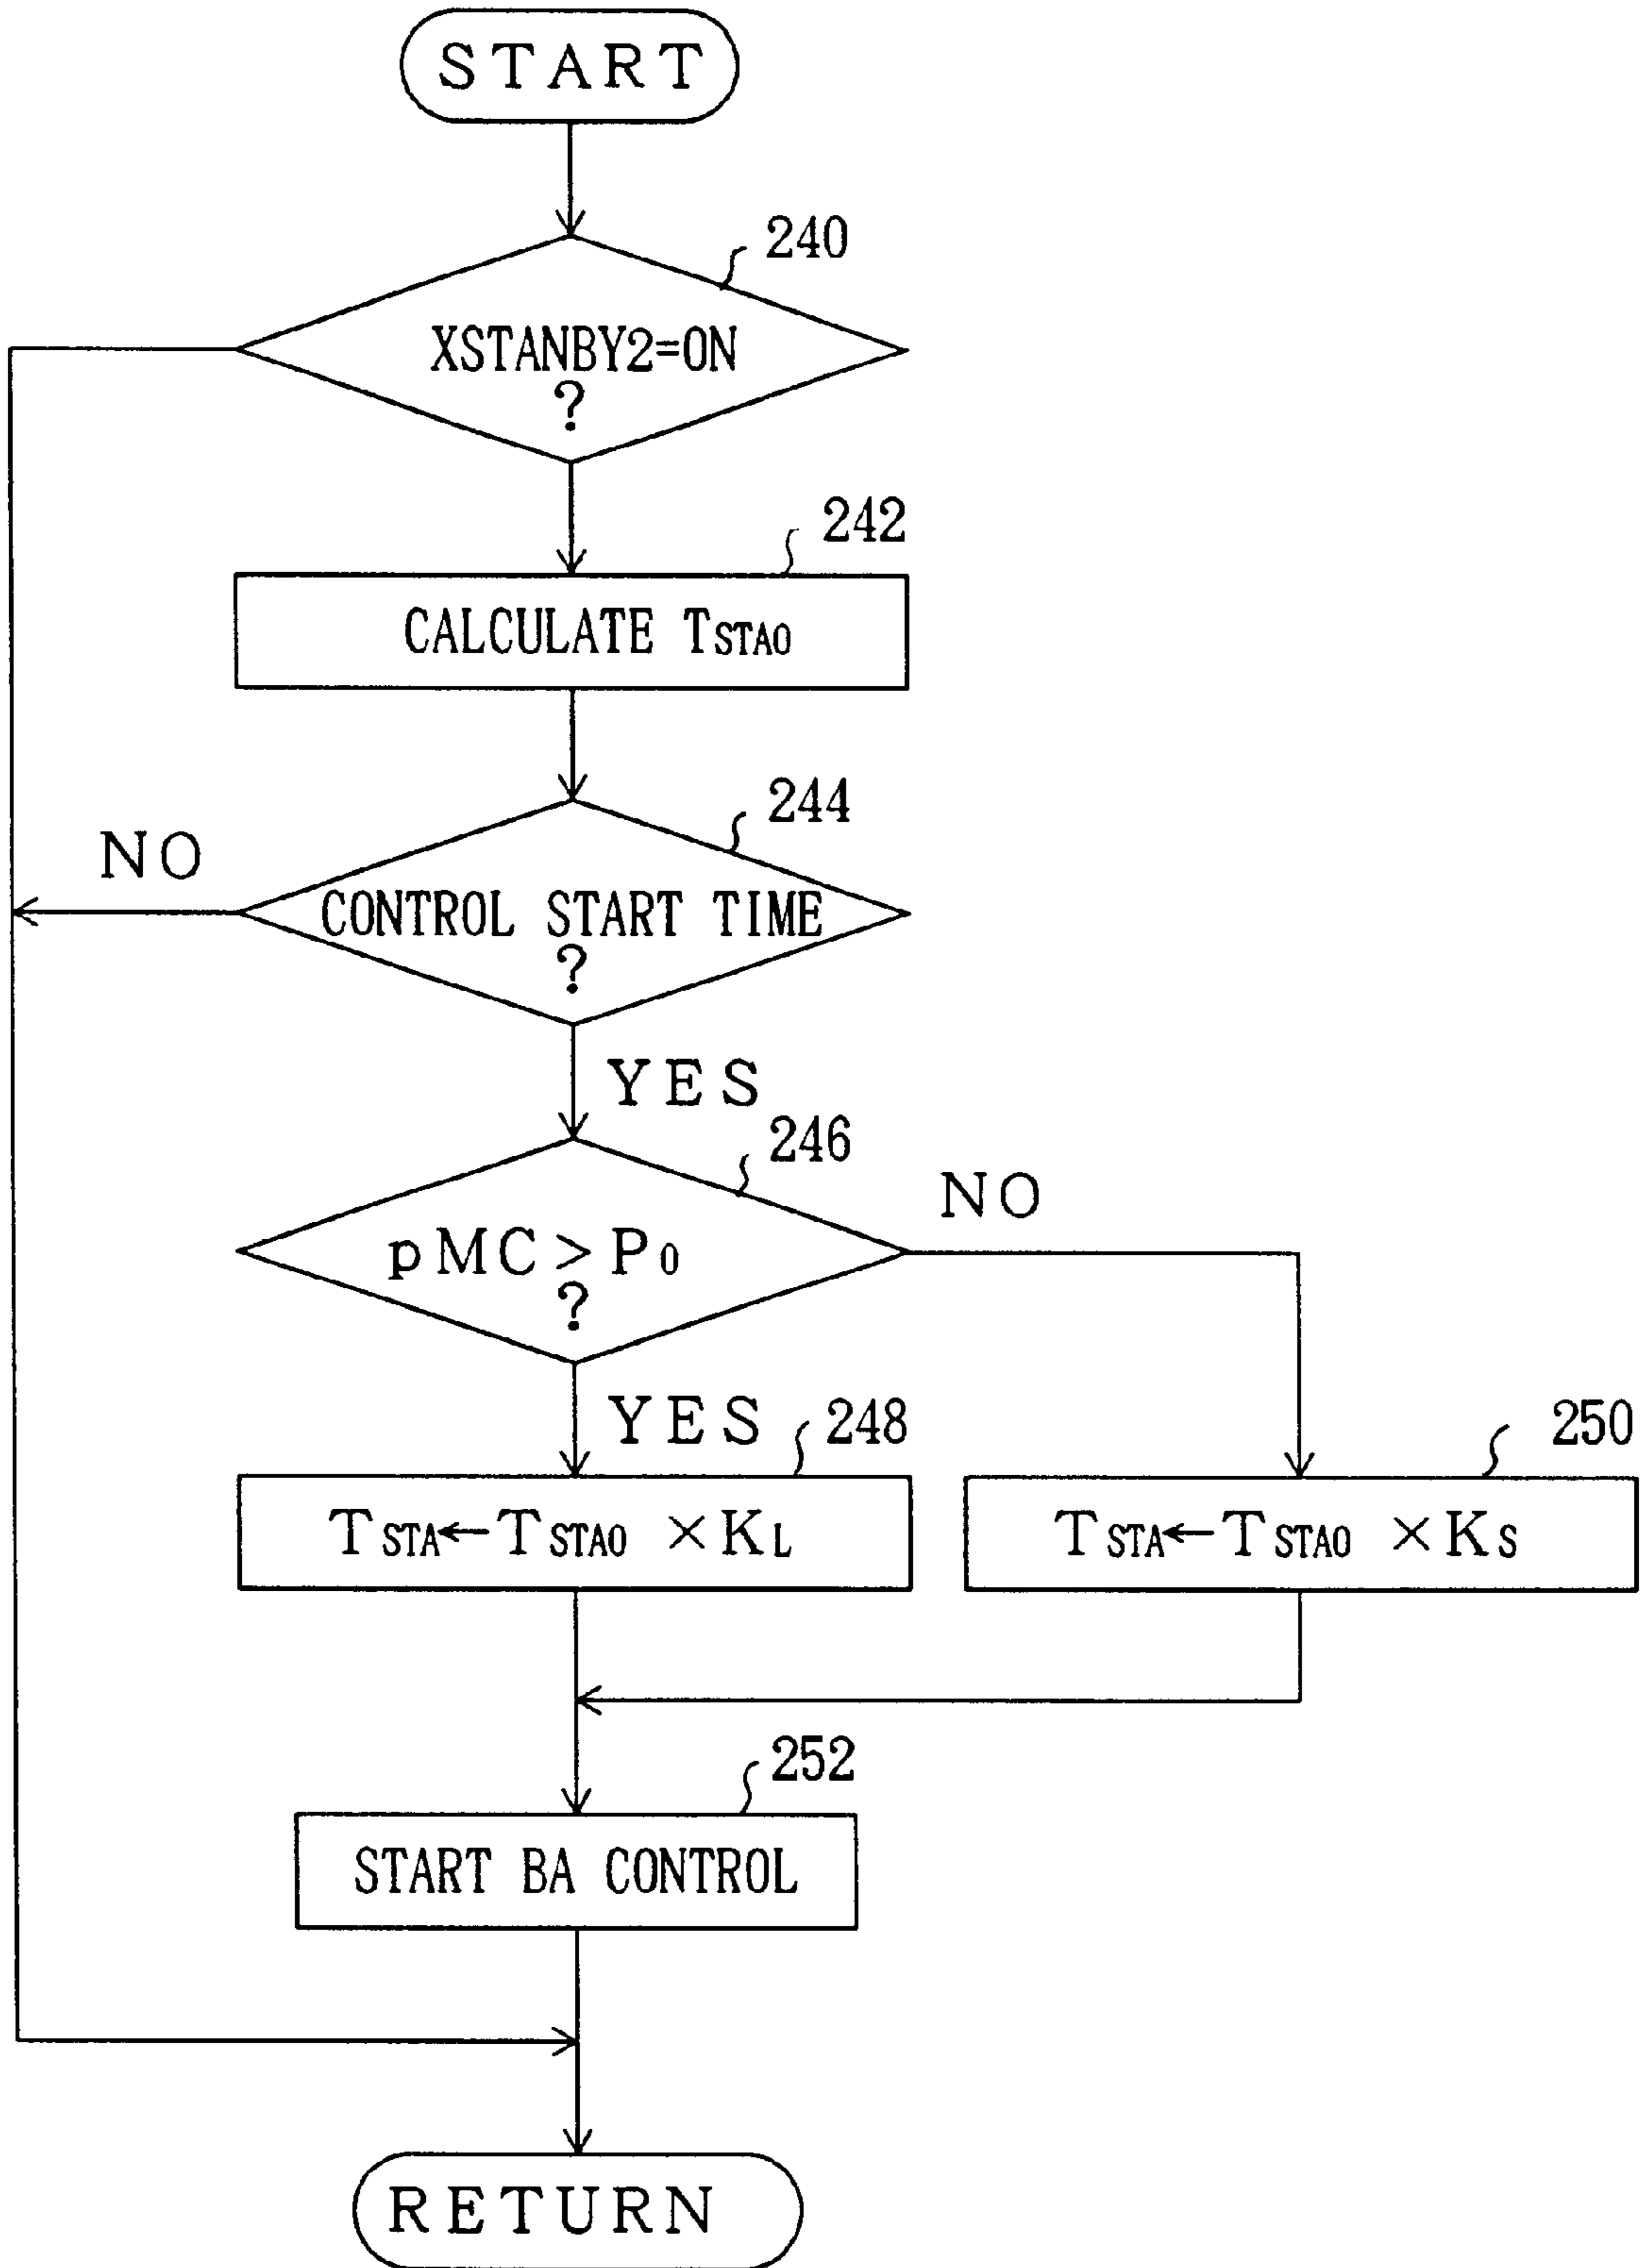 START
240
XSTANBY2=ON
?
242
CALCULATE TSTA0
244
NO
CONTROL START TIME
?
YES
246
NO
pMC>P0
?
YES
248
250
TSTA←TSTA0 ×KL
TSTA←TSTA0 ×KS
252
START BA CONTROL
RETURN